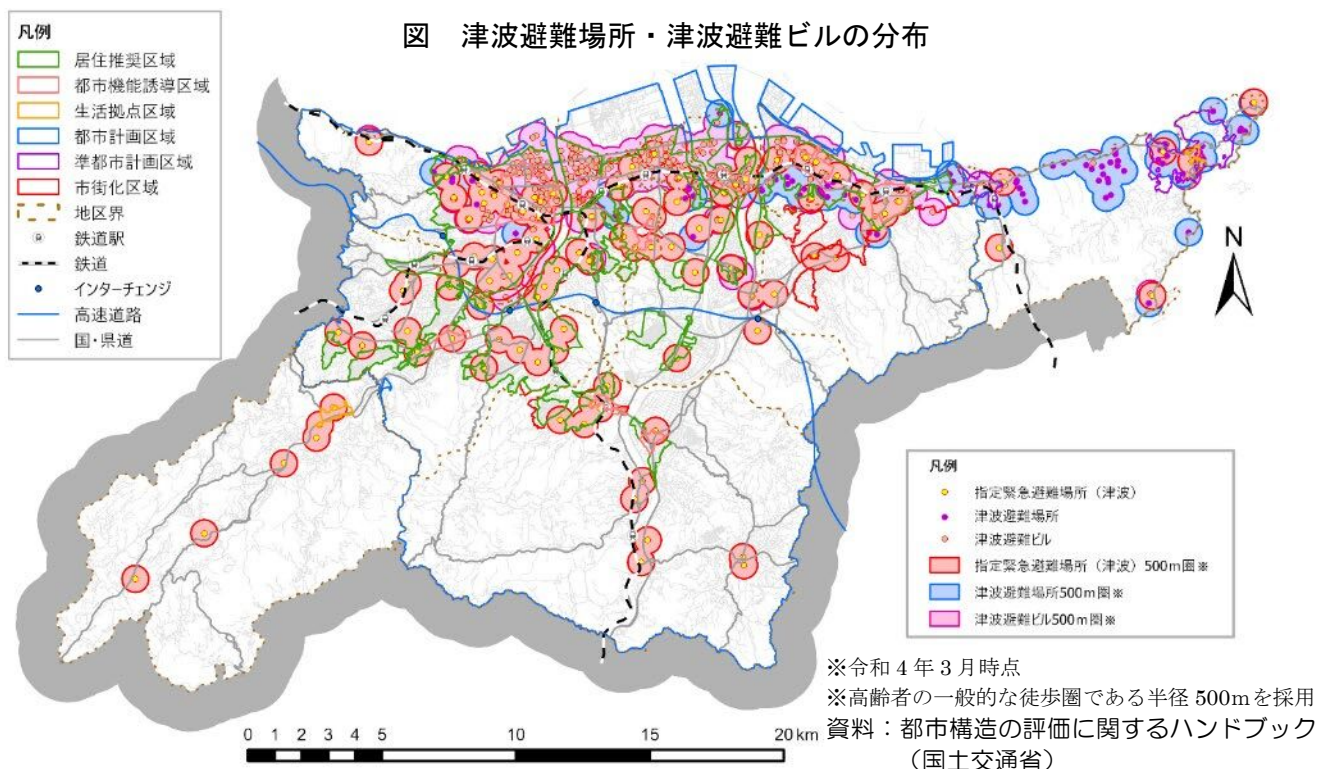 図　津波避難場所・津波避難ビルの分布
凡例
居住推奨区域
都市機能誘導区域
生活拠点区域
都市計画区域
準都市計画区域
市街化区域
地区界
鉄道駅
鉄道
インターチェンジ
高速道路
国・県道
N
凡例
指定緊急避難場所（津波）
津波避難場所
津波避難ビル
指定緊急避難場所（津波）500m圏※
津波避難場所500m圏※
津波避難ビル500m圏※
※令和４年３月時点
※高齢者の一般的な徒歩圏である半径 500mを採用
資料：都市構造の評価に関するハンドブック
（国土交通省）
0 1 2 3 4 5 10 15 20 km